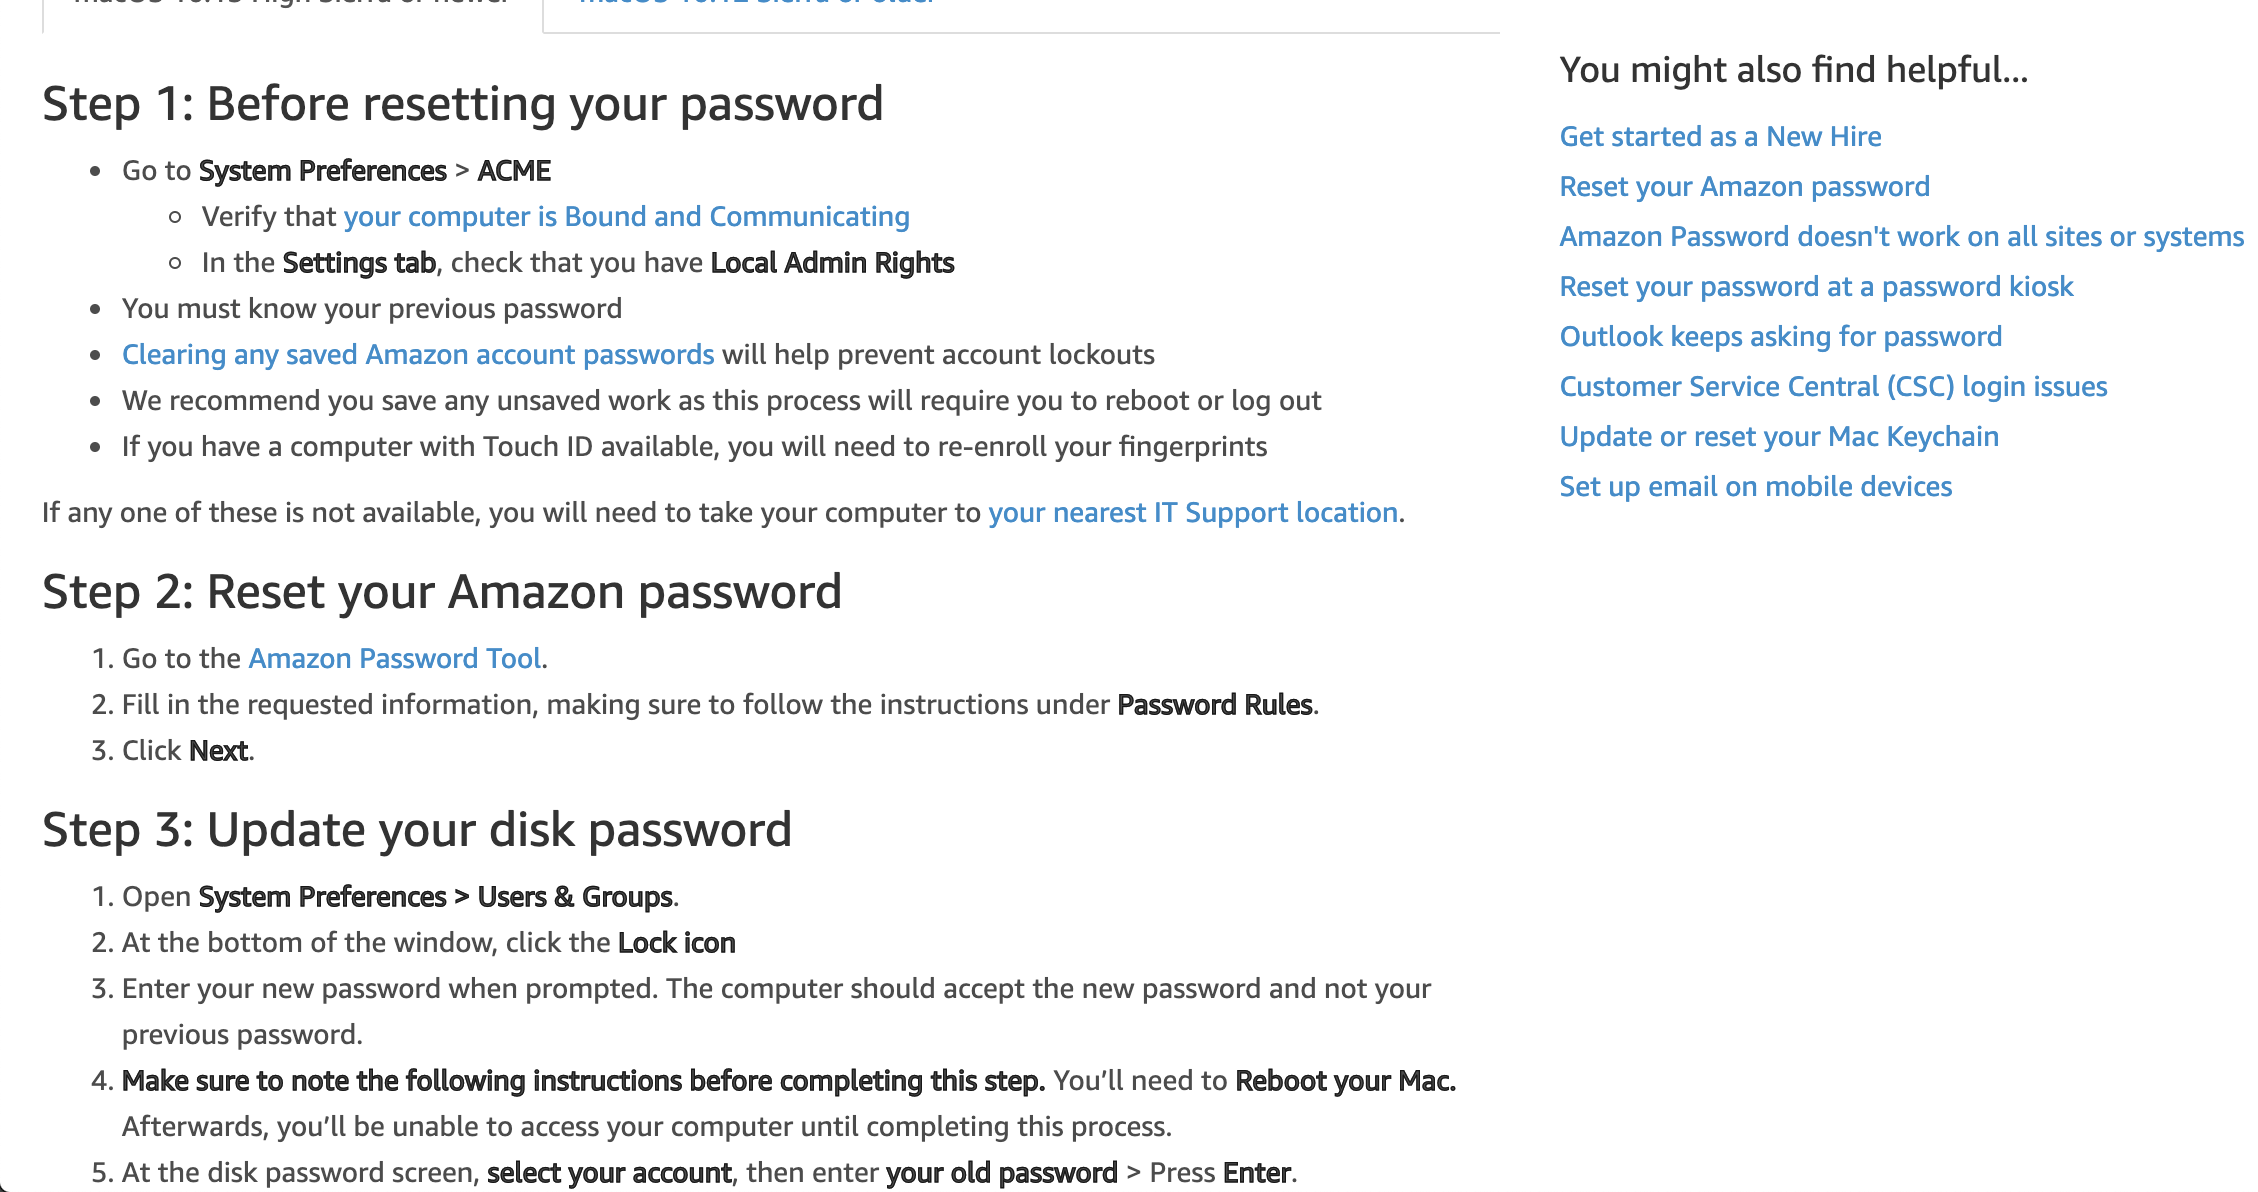 macOS 10.13 High Sierra or newer
macOS 10.12 Sierra or older
Step 1: Before resetting your password
• Go to System Preferences > ACME
◦ Verify that your computer is Bound and Communicating
◦ In the Settings tab, check that you have Local Admin Rights
• You must know your previous password
• Clearing any saved Amazon account passwords will help prevent account lockouts
• We recommend you save any unsaved work as this process will require you to reboot or log out
• If you have a computer with Touch ID available, you will need to re-enroll your fingerprints
If any one of these is not available, you will need to take your computer to your nearest IT Support location.
Step 2: Reset your Amazon password
1. Go to the Amazon Password Tool.
2. Fill in the requested information, making sure to follow the instructions under Password Rules.
3. Click Next.
Step 3: Update your disk password
1. Open System Preferences > Users & Groups.
2. At the bottom of the window, click the Lock icon
3. Enter your new password when prompted. The computer should accept the new password and not your
previous password.
4. Make sure to note the following instructions before completing this step. You’ll need to Reboot your Mac.
Afterwards, you’ll be unable to access your computer until completing this process.
5. At the disk password screen, select your account, then enter your old password > Press Enter.
You might also find helpful...
Get started as a New Hire
Reset your Amazon password
Amazon Password doesn't work on all sites or systems
Reset your password at a password kiosk
Outlook keeps asking for password
Customer Service Central (CSC) login issues
Update or reset your Mac Keychain
Set up email on mobile devices